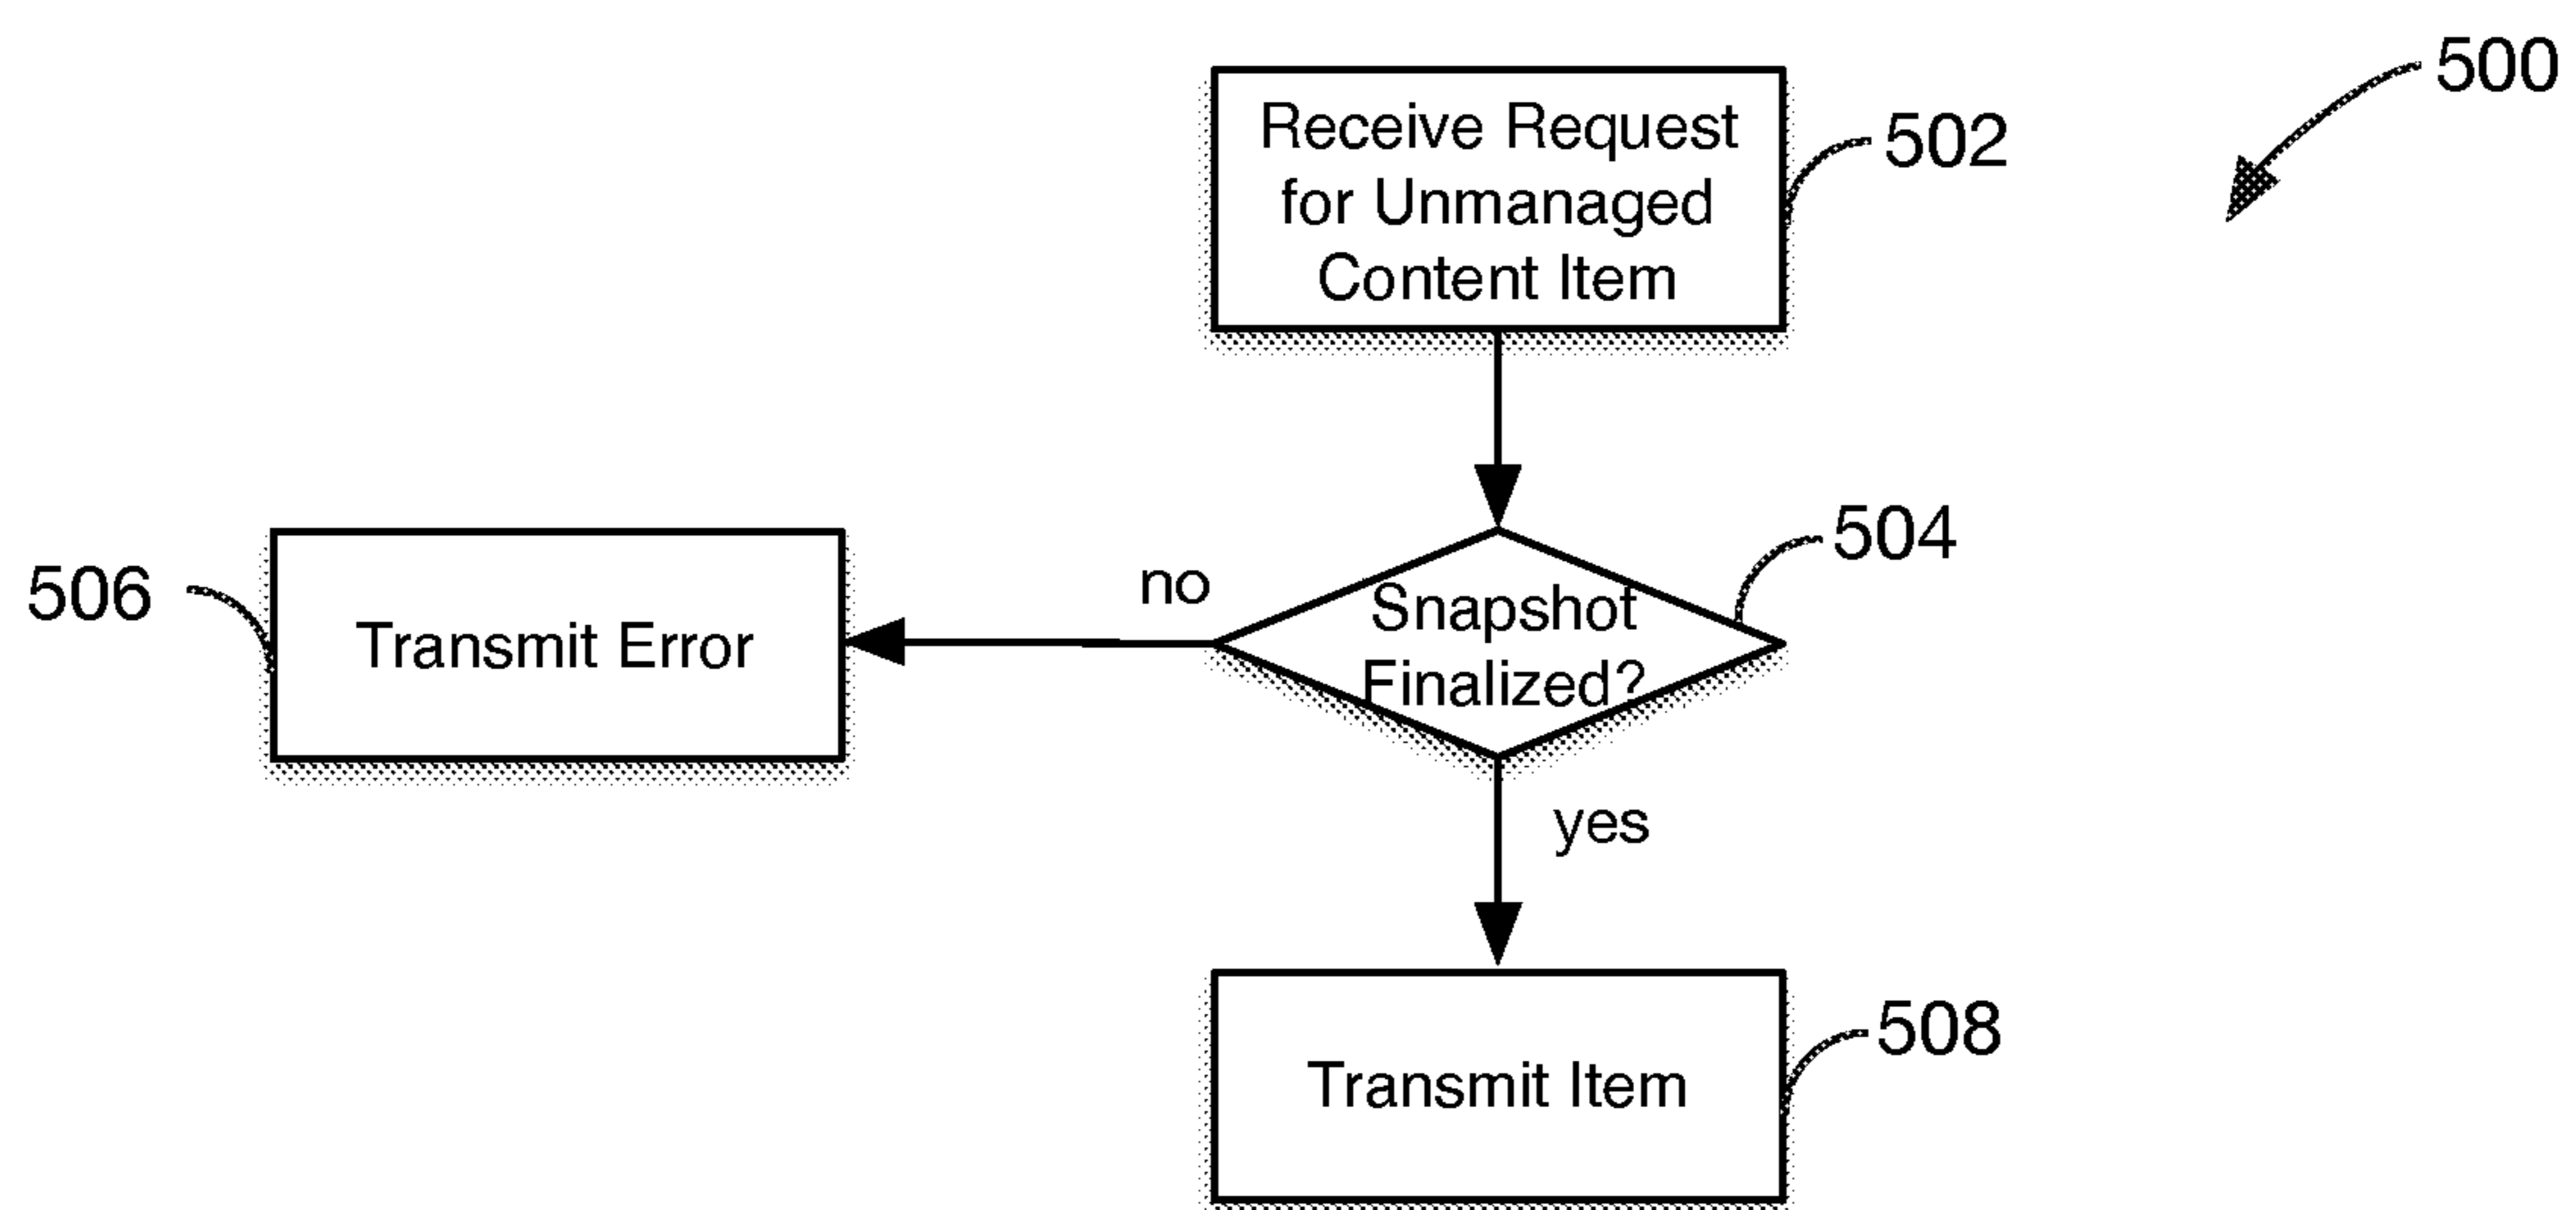 500
Receive Request
for Unmanaged
Content Item
502
504
Snapshot
Finalized?
no
506
Transmit Error
yes
508
Transmit Item